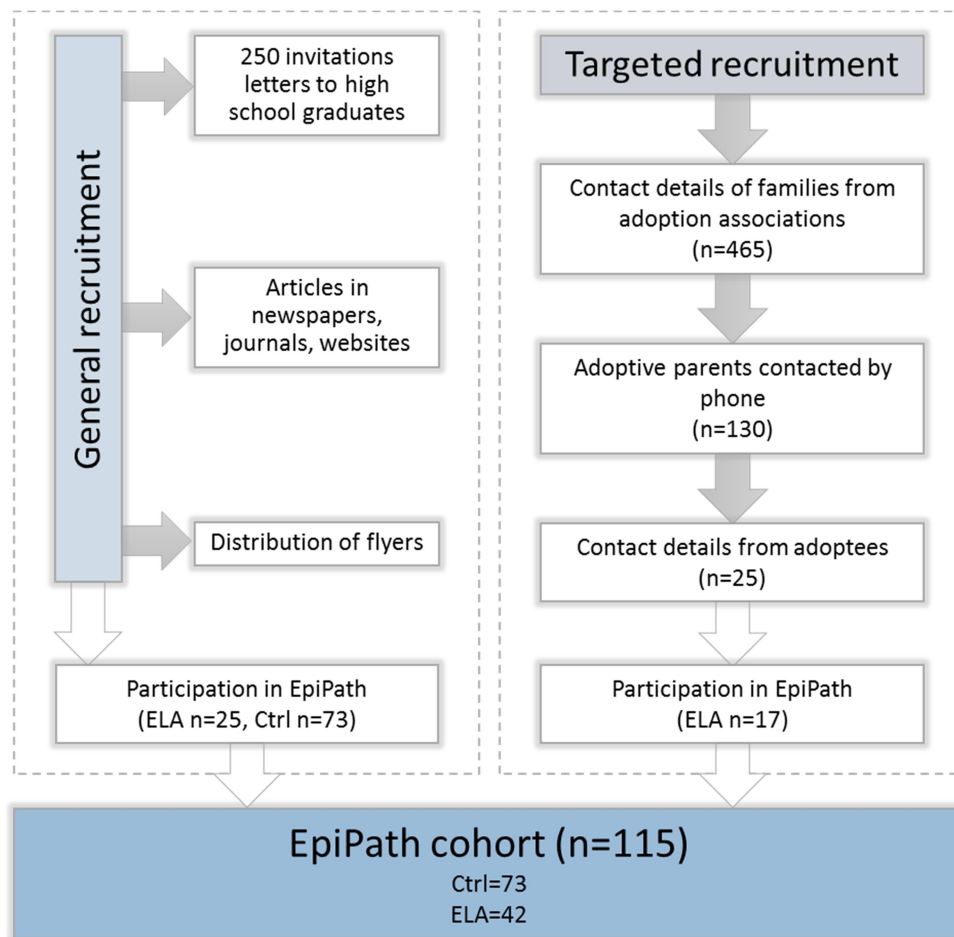 General recruitment
250 invitations
letters to high
school graduates
Articles in
newspapers,
journals, websites
Distribution of flyers
Participation in EpiPath
(ELA n=25, Ctrl n=73)
Targeted recruitment
Contact details of families from
adoption associations
(n=465)
Adoptive parents contacted by
phone
(n=130)
Contact details from adoptees
(n=25)
Participation in EpiPath
(ELA n=17)
EpiPath cohort (n=115)
Ctrl=73
ELA=42